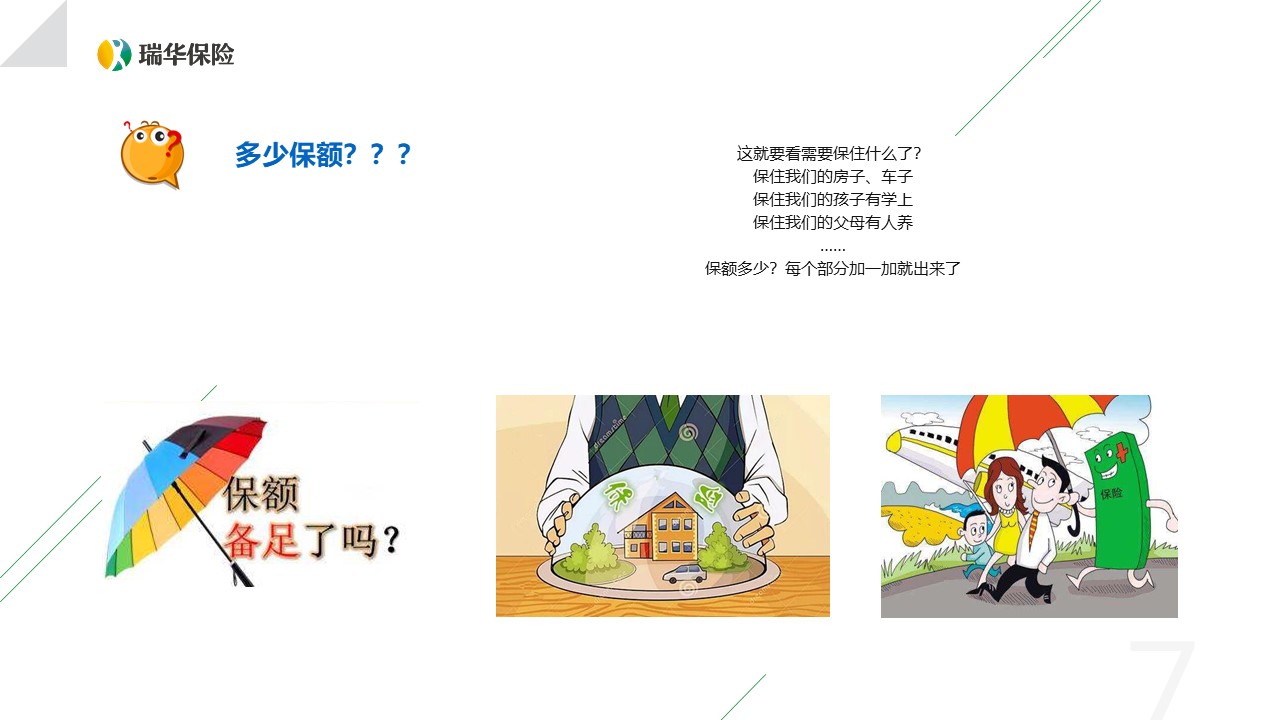 瑞华保险
多少保额？？？
这就要看需要保住什么了？
保住我们的房子、车子
保住我们的孩子有学上
保住我们的父母有人养
......
保额多少？每个部分加一加就出来了
保额
备足了吗？
保 险
dreamstime
保险
7